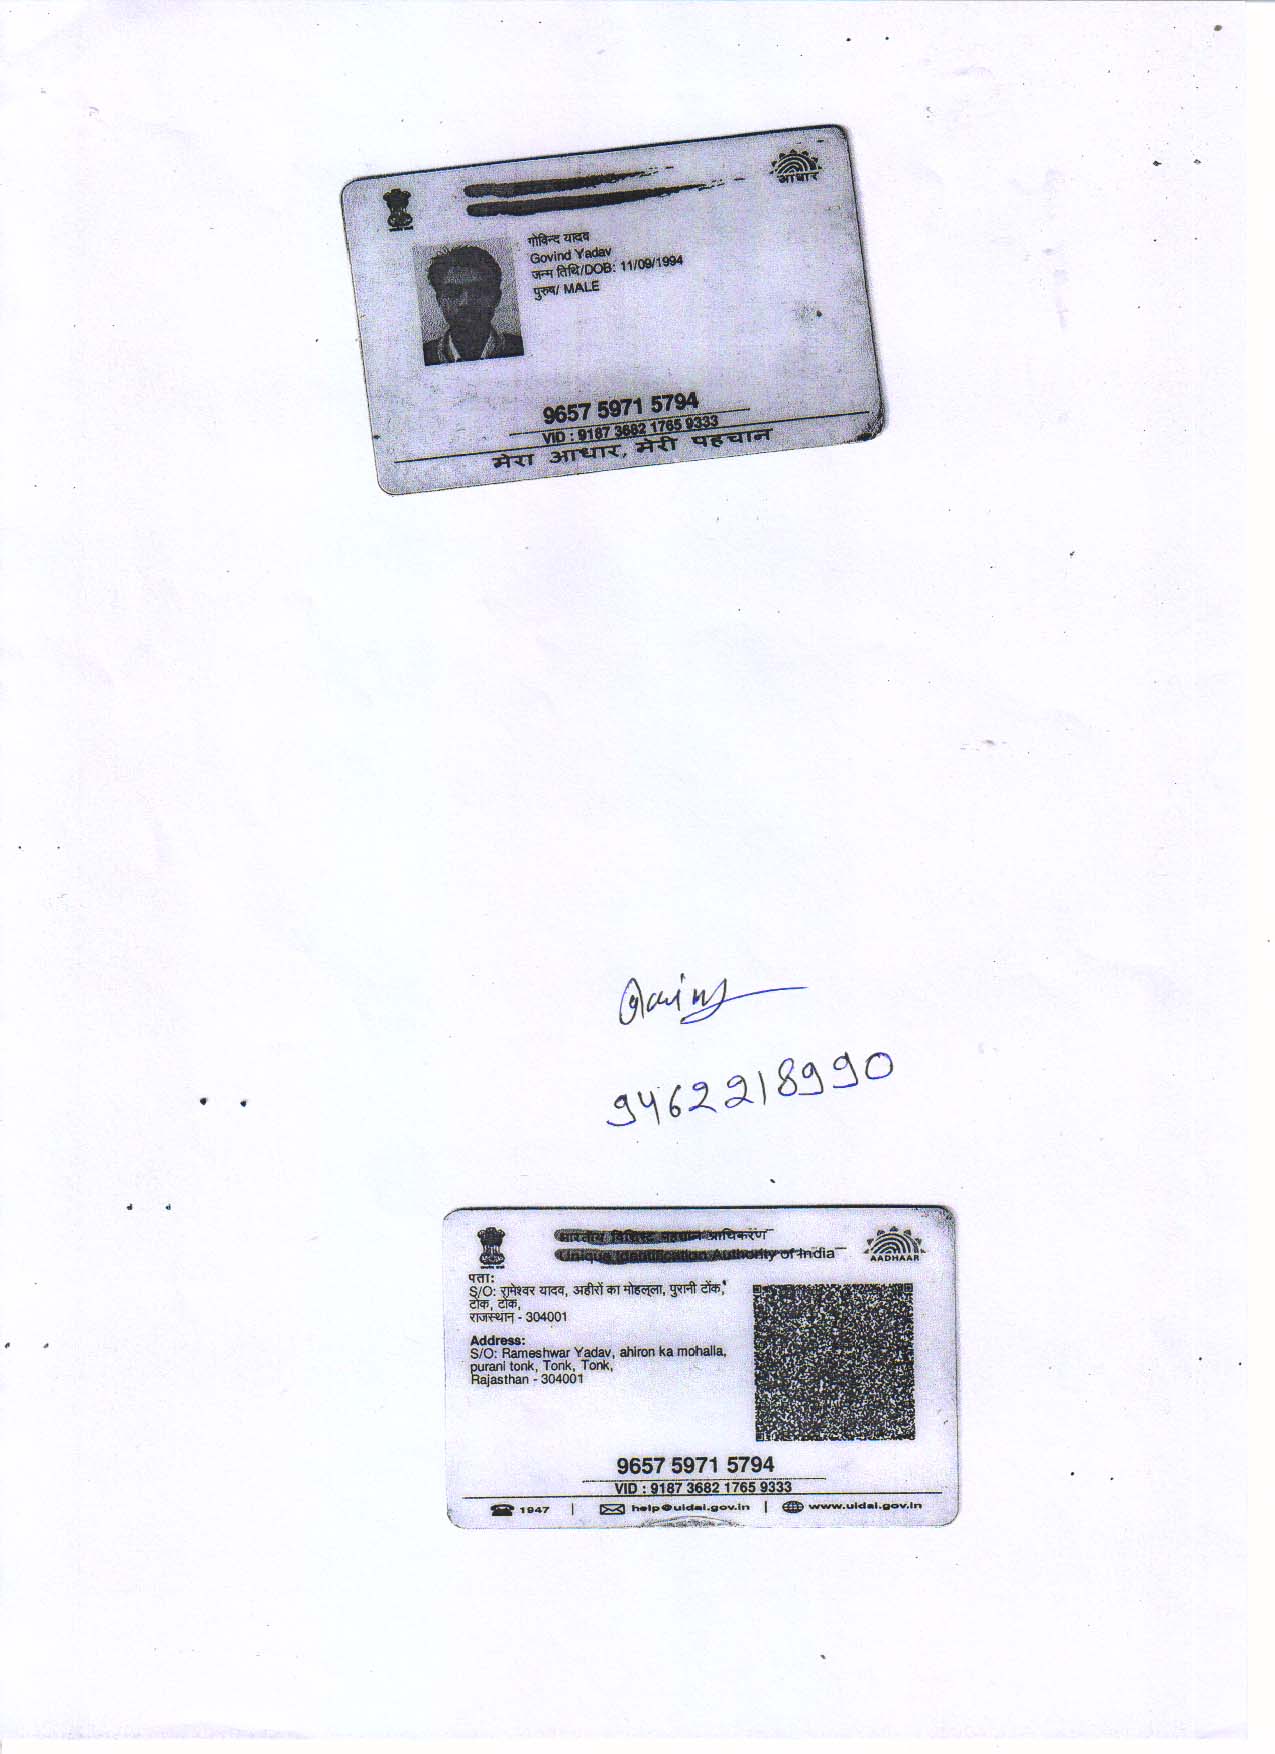 आधार
गोविन्द यादव
Govind Yadav
जन्म तिथि/DOB: 11/09/1994
पुरुष/ MALE
9657 5971 5794
VID : 9187 3682 1765 9333
मेरा आधार, मेरी पहचान
9462218990
भारतीय विशिष्ट पहचान प्राधिकरण
Unique Identification Authority of India
AADHAAR
पता:
S/O: रामेश्वर यादव, अहीरों का मोहल्ला, पुरानी टोंक,
टोंक, टोंक,
राजस्थान - 304001
Address:
S/O: Rameshwar Yadav, ahiron ka mohalla,
purani tonk, Tonk, Tonk,
Rajasthan - 304001
9657 5971 5794
VID : 9187 3682 1765 9333
1947 | help@uidai.gov.in | www.uidai.gov.in